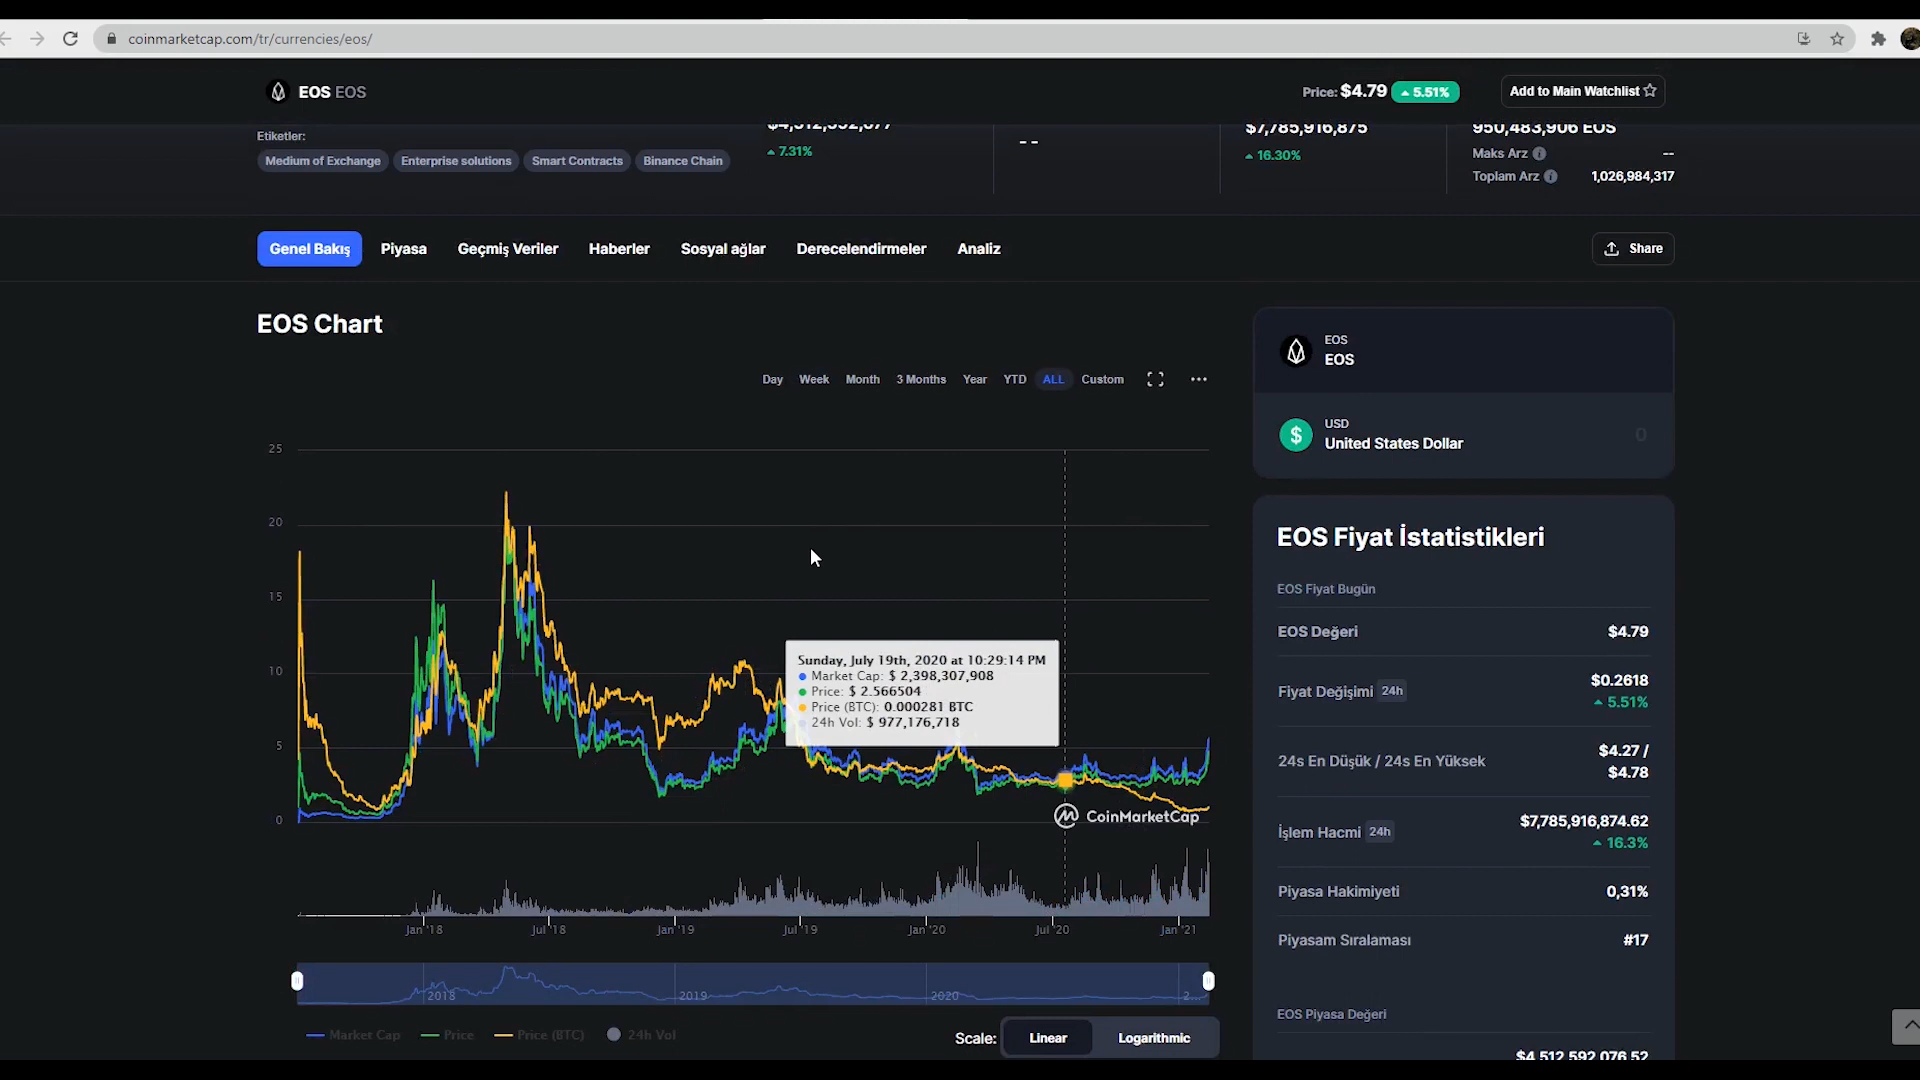 coinmarketcap.com/tr/currencies/eos/
EOS EOS
Price: $4.79 5.51%
Add to Main Watchlist
Etiketler:
Medium of Exchange Enterprise solutions Smart Contracts Binance Chain
7.31%
- -
$7,785,916,875
16.30%
950,483,906 EOS
Maks Arz --
Toplam Arz 1,026,984,317
Genel Bakış Piyasa Geçmiş Veriler Haberler Sosyal ağlar Derecelendirmeler Analiz
Share
EOS Chart
Day Week Month 3 Months Year YTD ALL Custom
25
20
15
10
5
0
Sunday, July 19th, 2020 at 10:29:14 PM
Market Cap: $ 2,398,307,908
Price: $ 2.566504
Price (BTC): 0.000281 BTC
24h Vol: $ 977,176,718
CoinMarketCap
Jan '18 Jul '18 Jan '19 Jul '19 Jan '20 Jul '20 Jan '21
2018 2019 2020 2...
Market Cap Price Price (BTC) 24h Vol
Scale: Linear Logarithmic
EOS
EOS
USD
United States Dollar
0
EOS Fiyat İstatistikleri
EOS Fiyat Bugün
EOS Değeri $4.79
Fiyat Değişimi 24h $0.2618
5.51%
24s En Düşük / 24s En Yüksek $4.27 /
$4.78
İşlem Hacmi 24h $7,785,916,874.62
16.3%
Piyasa Hakimiyeti 0,31%
Piyasam Sıralaması #17
EOS Piyasa Değeri
$4,512,592,076.52